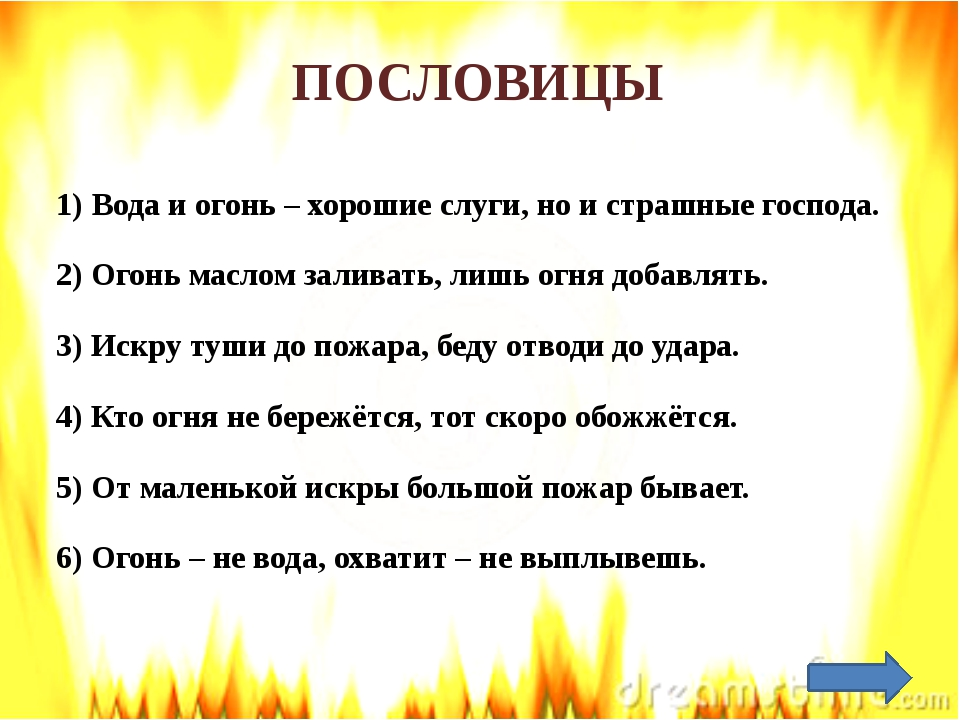 ПОСЛОВИЦЫ
1) Вода и огонь – хорошие слуги, но и страшные господа.
2) Огонь маслом заливать, лишь огня добавлять.
3) Искру туши до пожара, беду отводи до удара.
4) Кто огня не бережётся, тот скоро обожжётся.
5) От маленькой искры большой пожар бывает.
6) Огонь – не вода, охватит – не выплывешь.